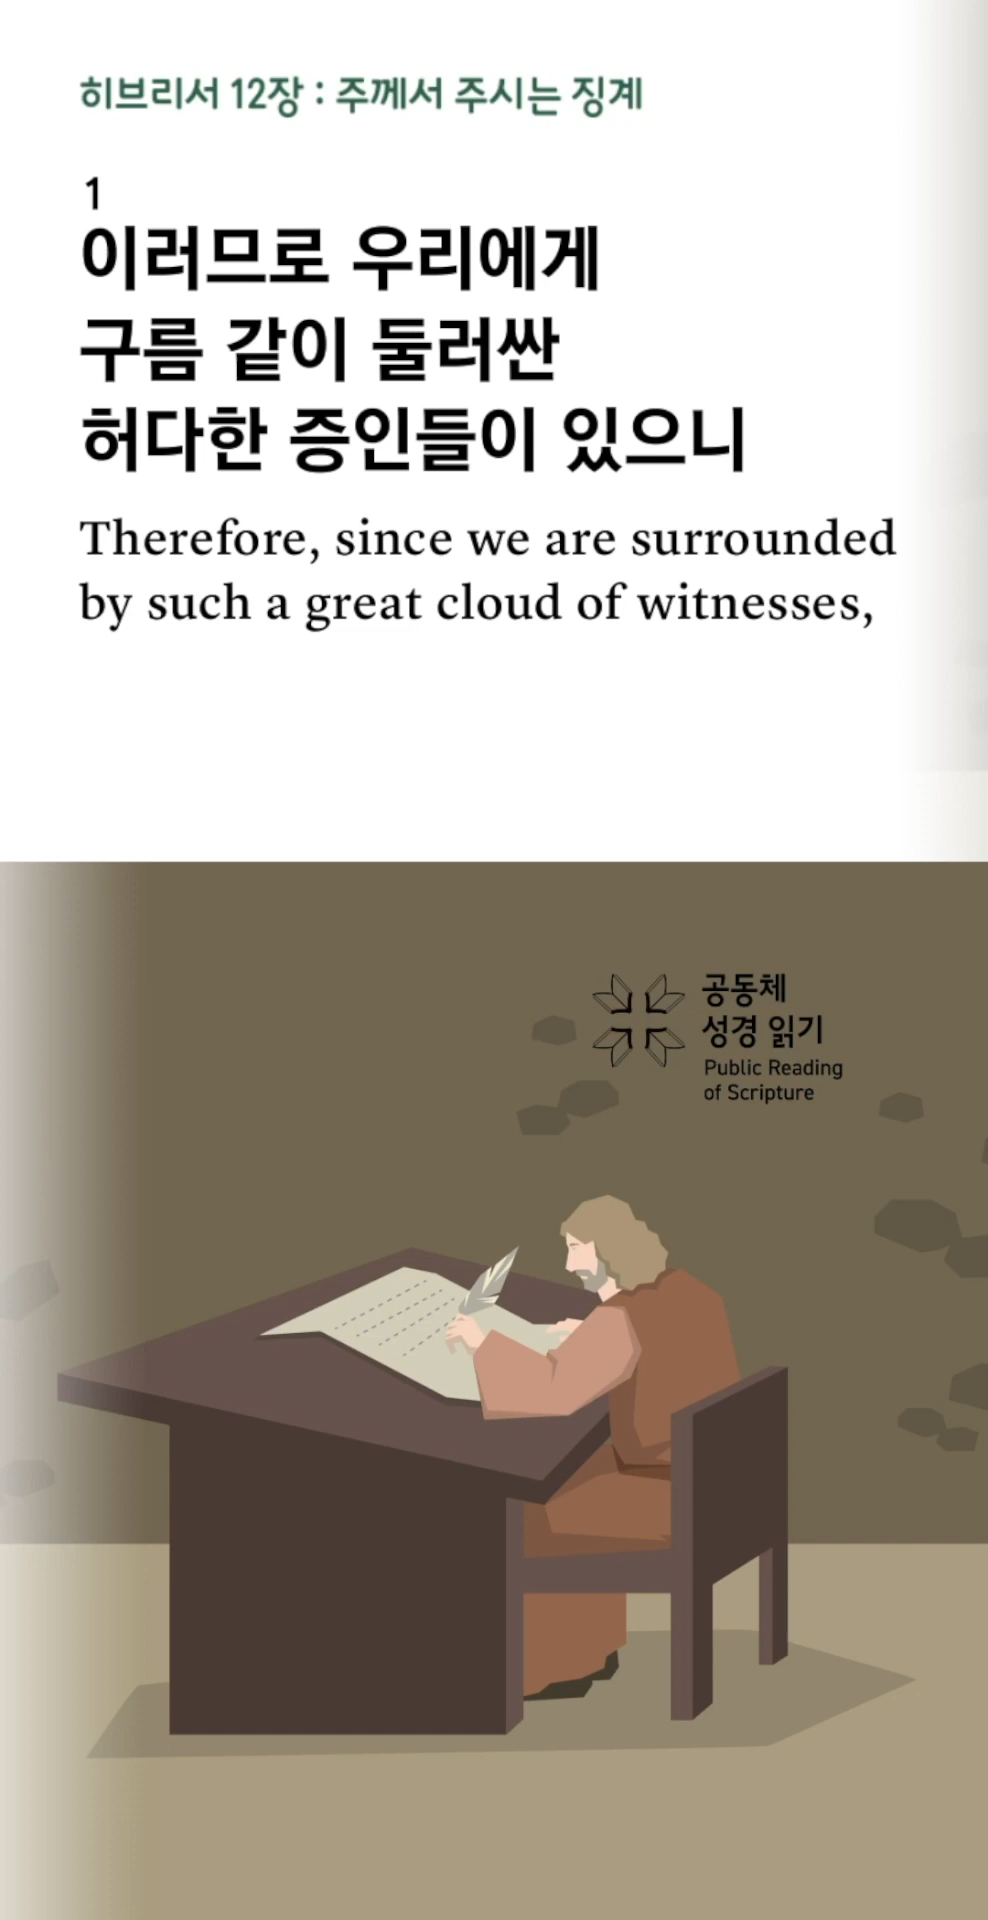 히브리서 12장 : 주께서 주시는 징계
1
이러므로 우리에게
구름 같이 둘러싼
허다한 증인들이 있으니
Therefore, since we are surrounded
by such a great cloud of witnesses,
공동체
성경 읽기
Public Reading
of Scripture